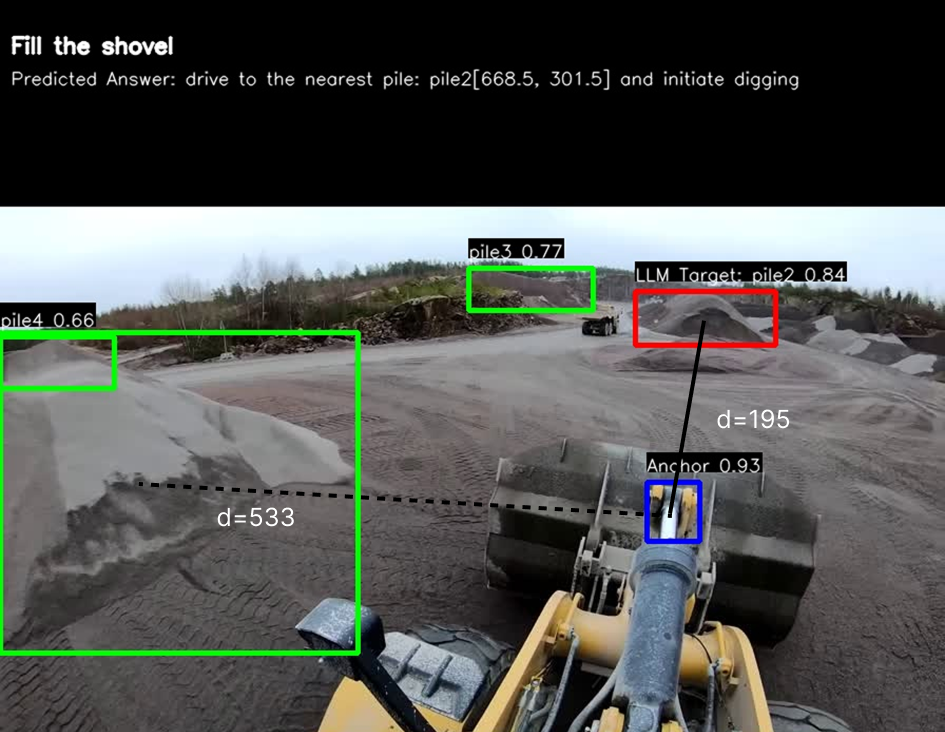 Fill the shovel
Predicted Answer: drive to the nearest pile: pile2[668.5, 301.5] and initiate digging
pile3 0.77
LLM Target: pile2 0.84
pile4 0.66
d=195
Anchor 0.93
d=533